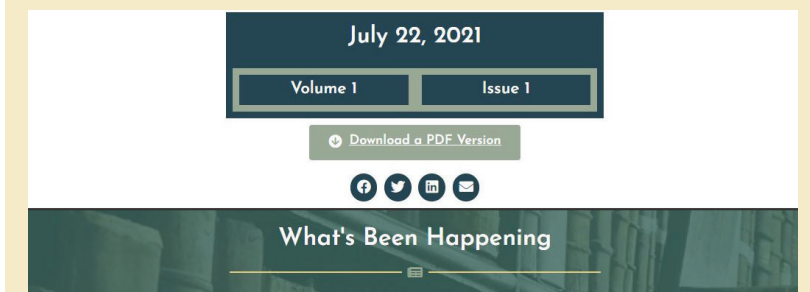 July 22, 2021
Volume 1
Issue 1
Download a PDF Version
What's Been Happening